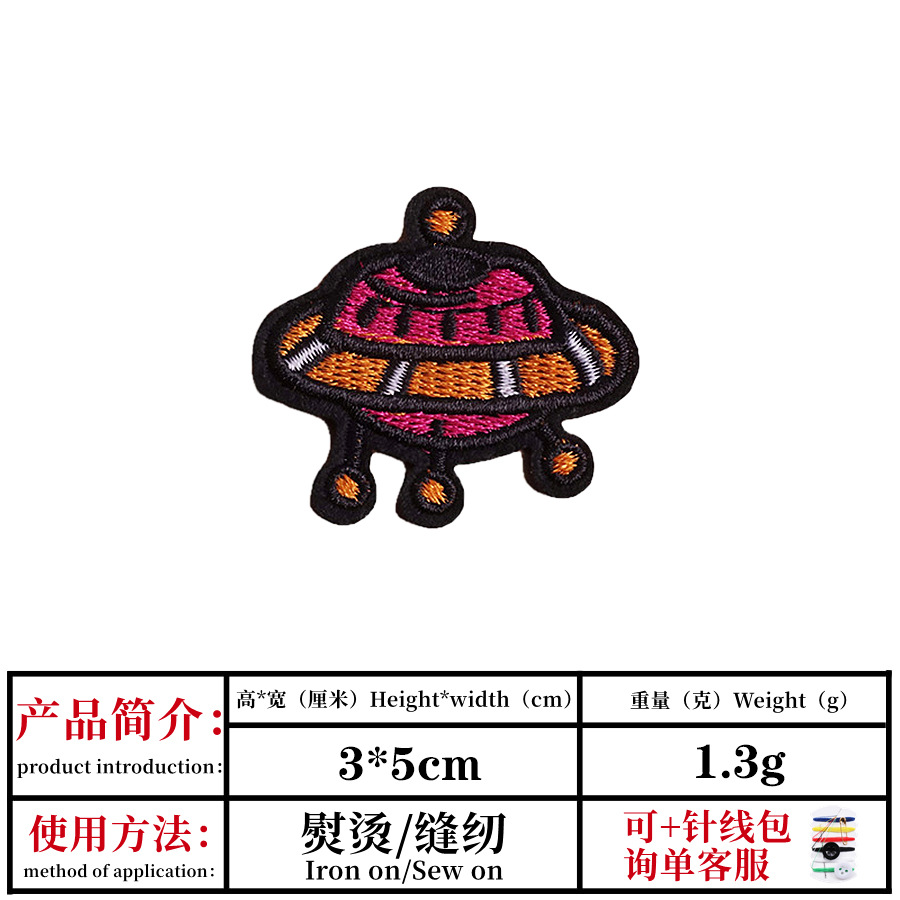 产品简介：
product introduction：
高*宽（厘米）Height*width（cm）
重量（克）Weight（g）
3*5cm
1.3g
使用方法：
method of application：
熨烫/缝纫
Iron on/Sew on
可+针线包
询单客服